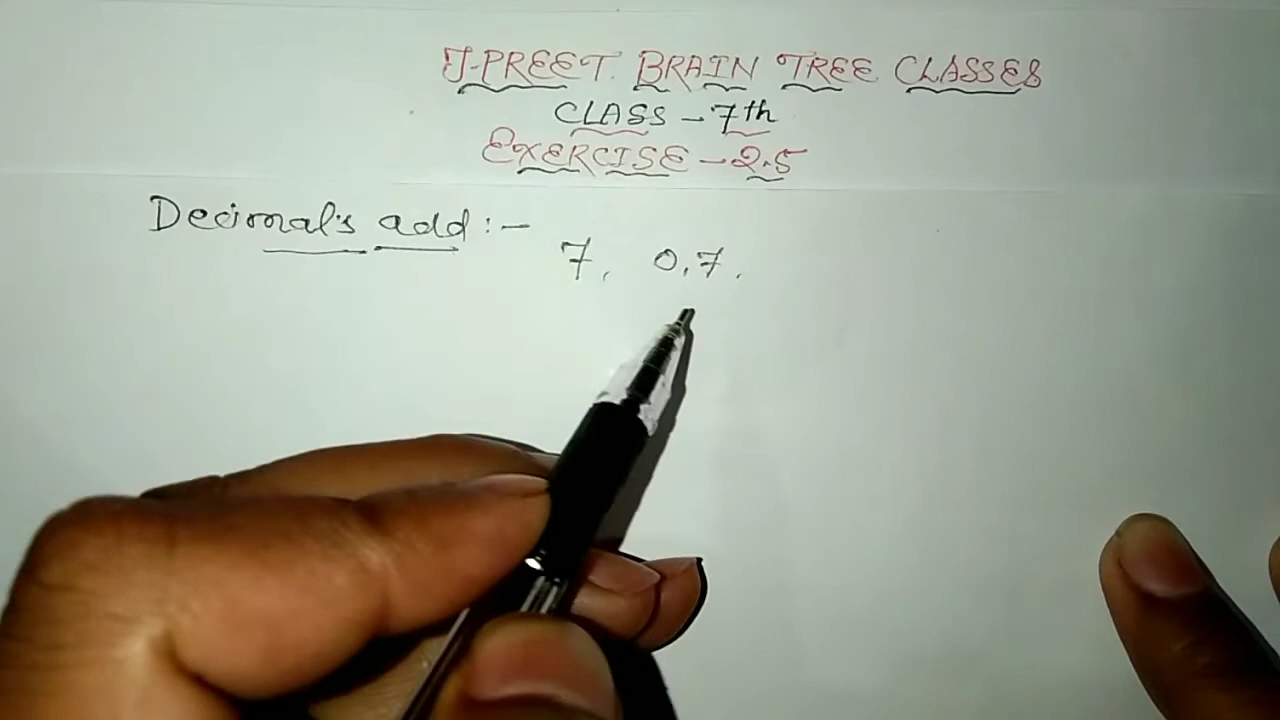 J-PREET. BRAIN TREE CLASSES
CLASS - 7th
EXERCISE - 2.5
Decimal's add :-
7, 0.7,